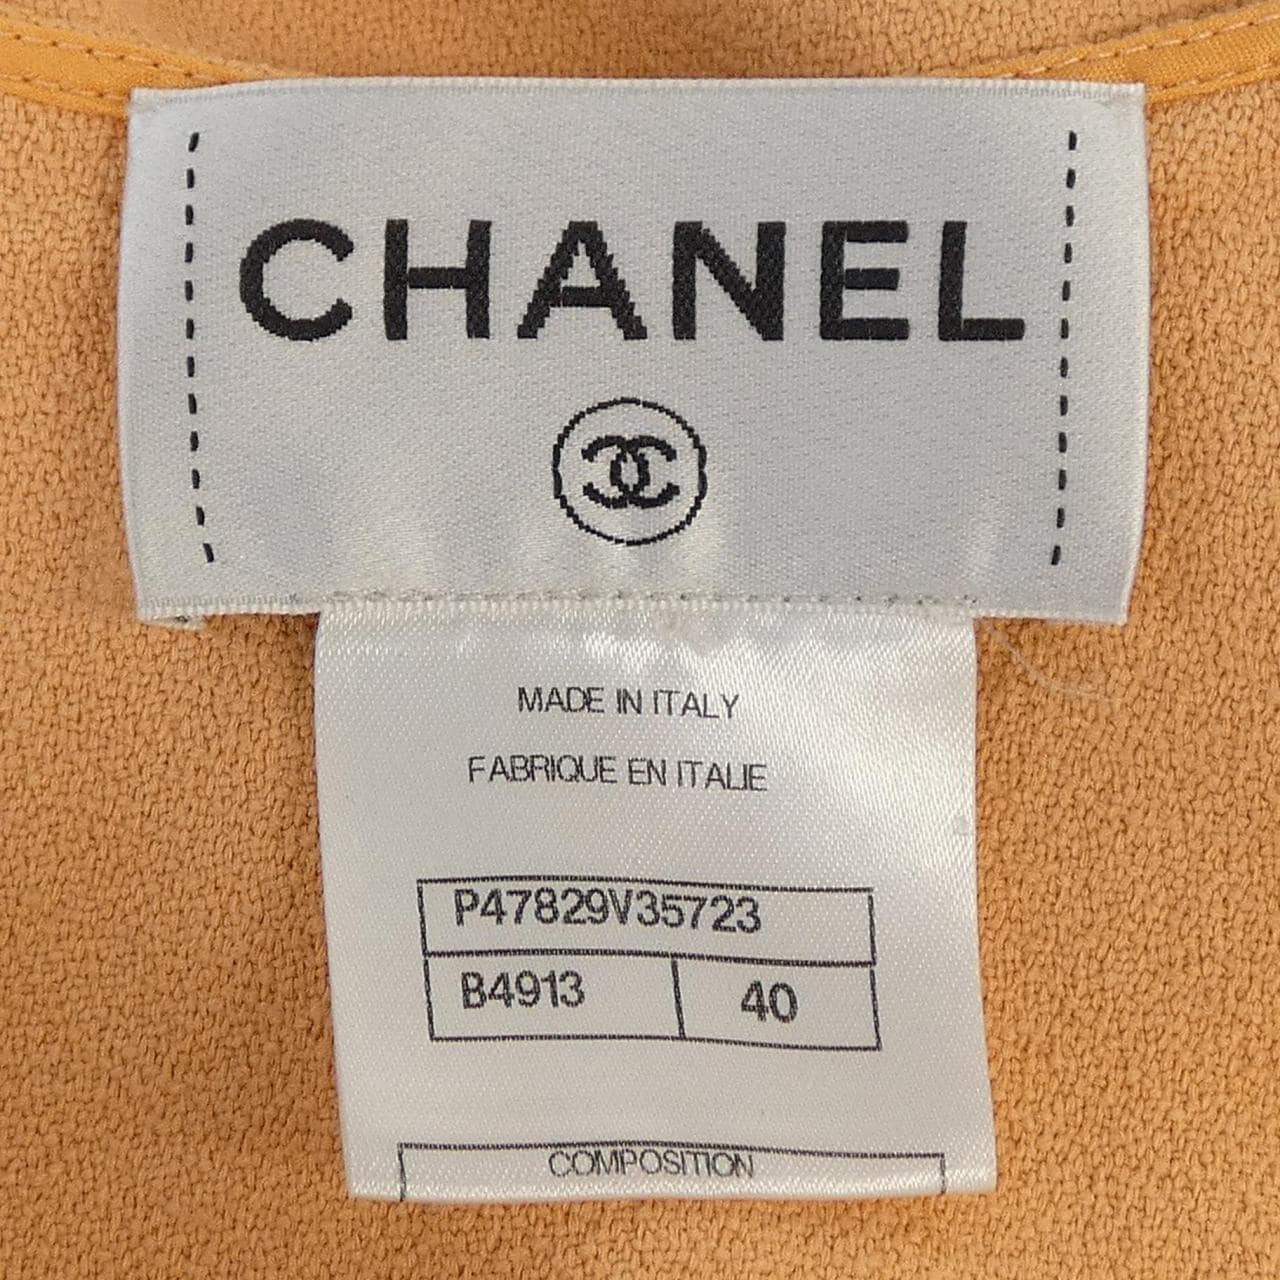 CHANEL
MADE IN ITALY
FABRIQUE EN ITALIE
P47829V35723
B4913 40
COMPOSITION